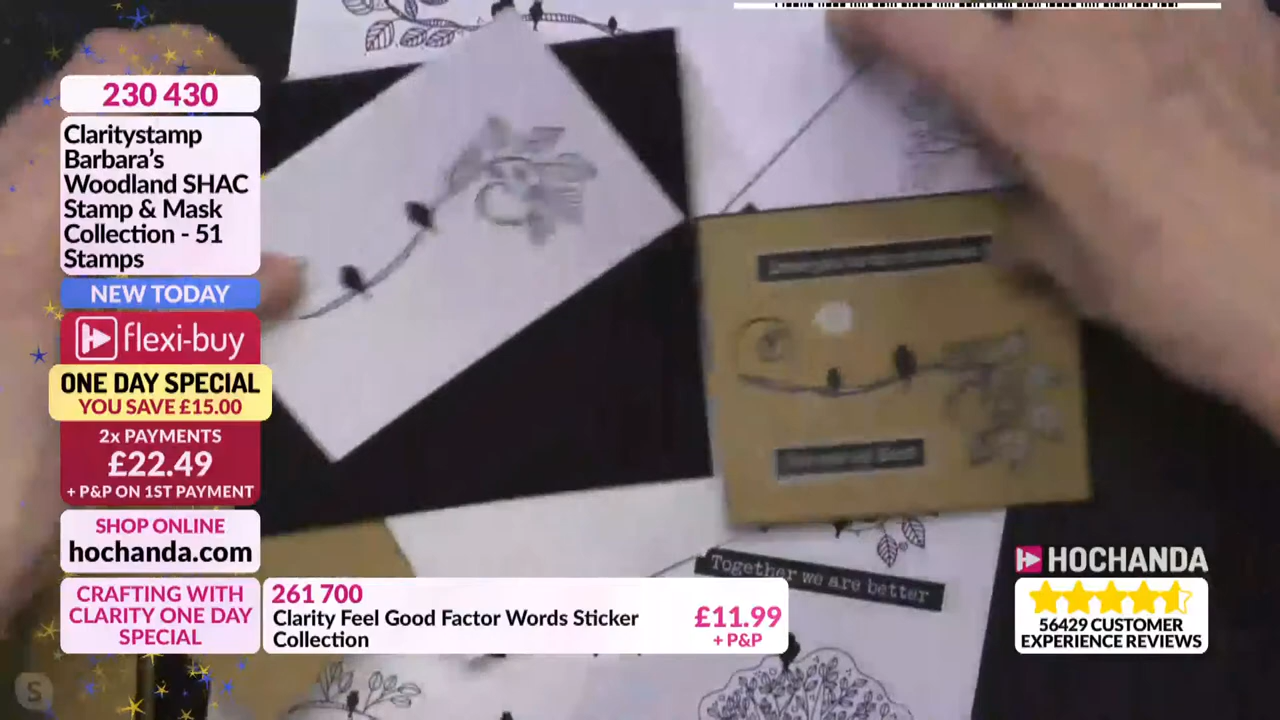 230 430
Claritystamp
Barbara's
Woodland SHAC
Stamp & Mask
Collection - 51
Stamps
NEW TODAY
flexi-buy
ONE DAY SPECIAL
YOU SAVE £15.00
2x PAYMENTS
£22.49
+ P&P ON 1ST PAYMENT
SHOP ONLINE
hochanda.com
CRAFTING WITH
CLARITY ONE DAY
SPECIAL
261 700
Clarity Feel Good Factor Words Sticker
Collection
£11.99
+ P&P
Together we are better
HOCHANDA
56429 CUSTOMER
EXPERIENCE REVIEWS
S